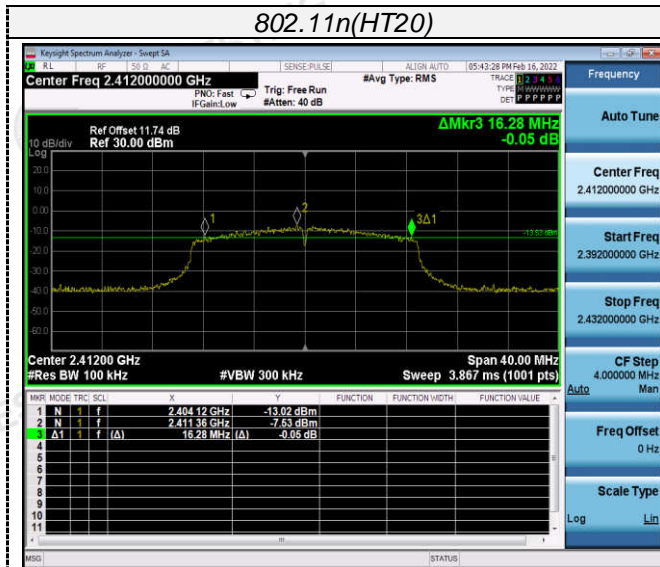 802.11n(HT20)
Keysight Spectrum Analyzer - Swept SA
RL RF 50 Ω AC SENSE:PULSE ALIGN AUTO 05:43:28 PM Feb 16, 2022
Center Freq 2.412000000 GHz
PNO: Fast
IFGain:Low
Trig: Free Run
#Atten: 40 dB
#Avg Type: RMS
TRACE 1 2 3 4 5 6
TYPE M WWWWW
DET P P P P P P
Frequency
Auto Tune
Center Freq
2.412000000 GHz
Start Freq
2.392000000 GHz
Stop Freq
2.432000000 GHz
CF Step
4.000000 MHz
Auto Man
Freq Offset
0 Hz
Scale Type
Log Lin
ΔMkr3 16.28 MHz
-0.05 dB
Ref Offset 11.74 dB
10 dB/div Ref 30.00 dBm
Log
20.0
10.0
0.00
-10.0
-20.0
-30.0
-40.0
-50.0
-60.0
1
2
3Δ1
-13.53 dBm
Center 2.41200 GHz Span 40.00 MHz
#Res BW 100 kHz #VBW 300 kHz Sweep 3.867 ms (1001 pts)
MKR MODE TRC SCL X Y FUNCTION FUNCTION WIDTH FUNCTION VALUE
1 N 1 f 2.404 12 GHz -13.02 dBm
2 N 1 f 2.411 36 GHz -7.53 dBm
3 Δ1 1 f (Δ) 16.28 MHz (Δ) -0.05 dB
4
5
6
7
8
9
10
11
MSG STATUS